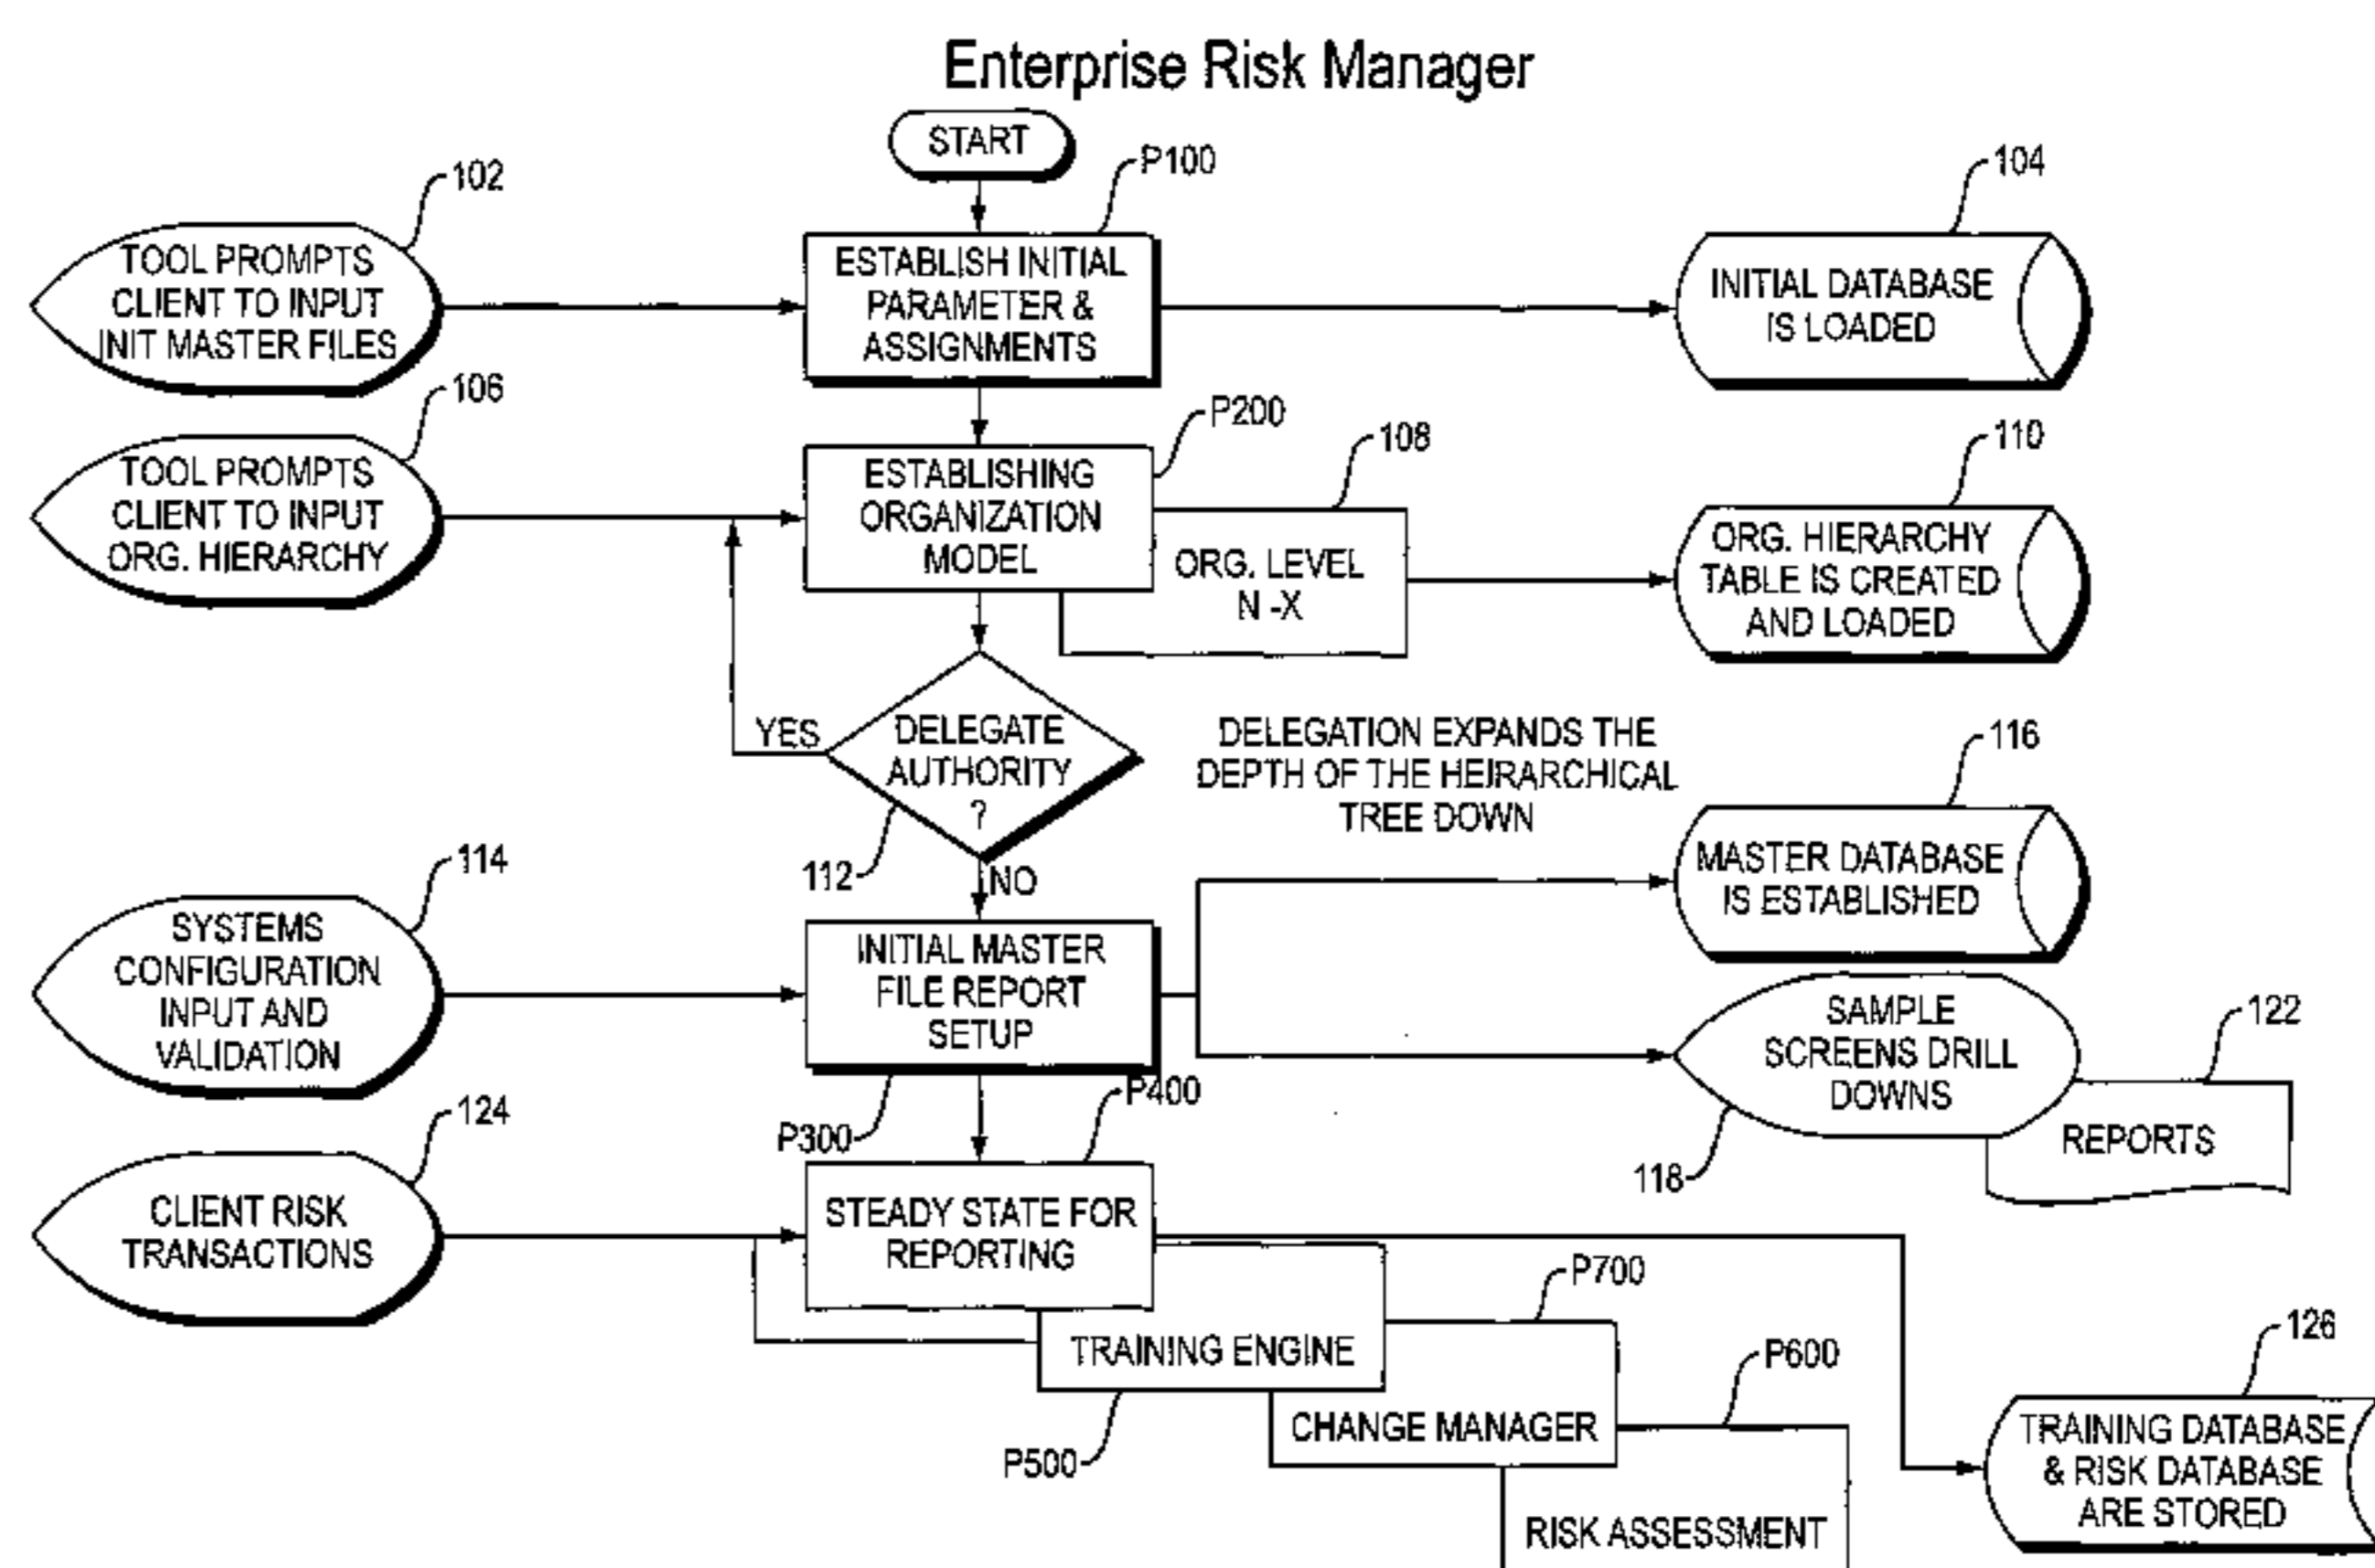 Enterprise Risk Manager
START
P100
102
104
TOOL PROMPTS
CLIENT TO INPUT
INIT MASTER FILES
ESTABLISH INITIAL
PARAMETER &
ASSIGNMENTS
INITIAL DATABASE
IS LOADED
106
P200
108
110
TOOL PROMPTS
CLIENT TO INPUT
ORG. HIERARCHY
ESTABLISHING
ORGANIZATION
MODEL
ORG. LEVEL
N -X
ORG. HIERARCHY
TABLE IS CREATED
AND LOADED
YES
DELEGATE
AUTHORITY
?
DELEGATION EXPANDS THE
DEPTH OF THE HEIRARCHICAL
TREE DOWN
112
NO
116
MASTER DATABASE
IS ESTABLISHED
114
SYSTEMS
CONFIGURATION
INPUT AND
VALIDATION
INITIAL MASTER
FILE REPORT
SETUP
SAMPLE
SCREENS DRILL
DOWNS
122
REPORTS
118
P300
P400
124
CLIENT RISK
TRANSACTIONS
STEADY STATE FOR
REPORTING
TRAINING ENGINE
P500
P700
CHANGE MANAGER
P600
RISK ASSESSMENT
126
TRAINING DATABASE
& RISK DATABASE
ARE STORED